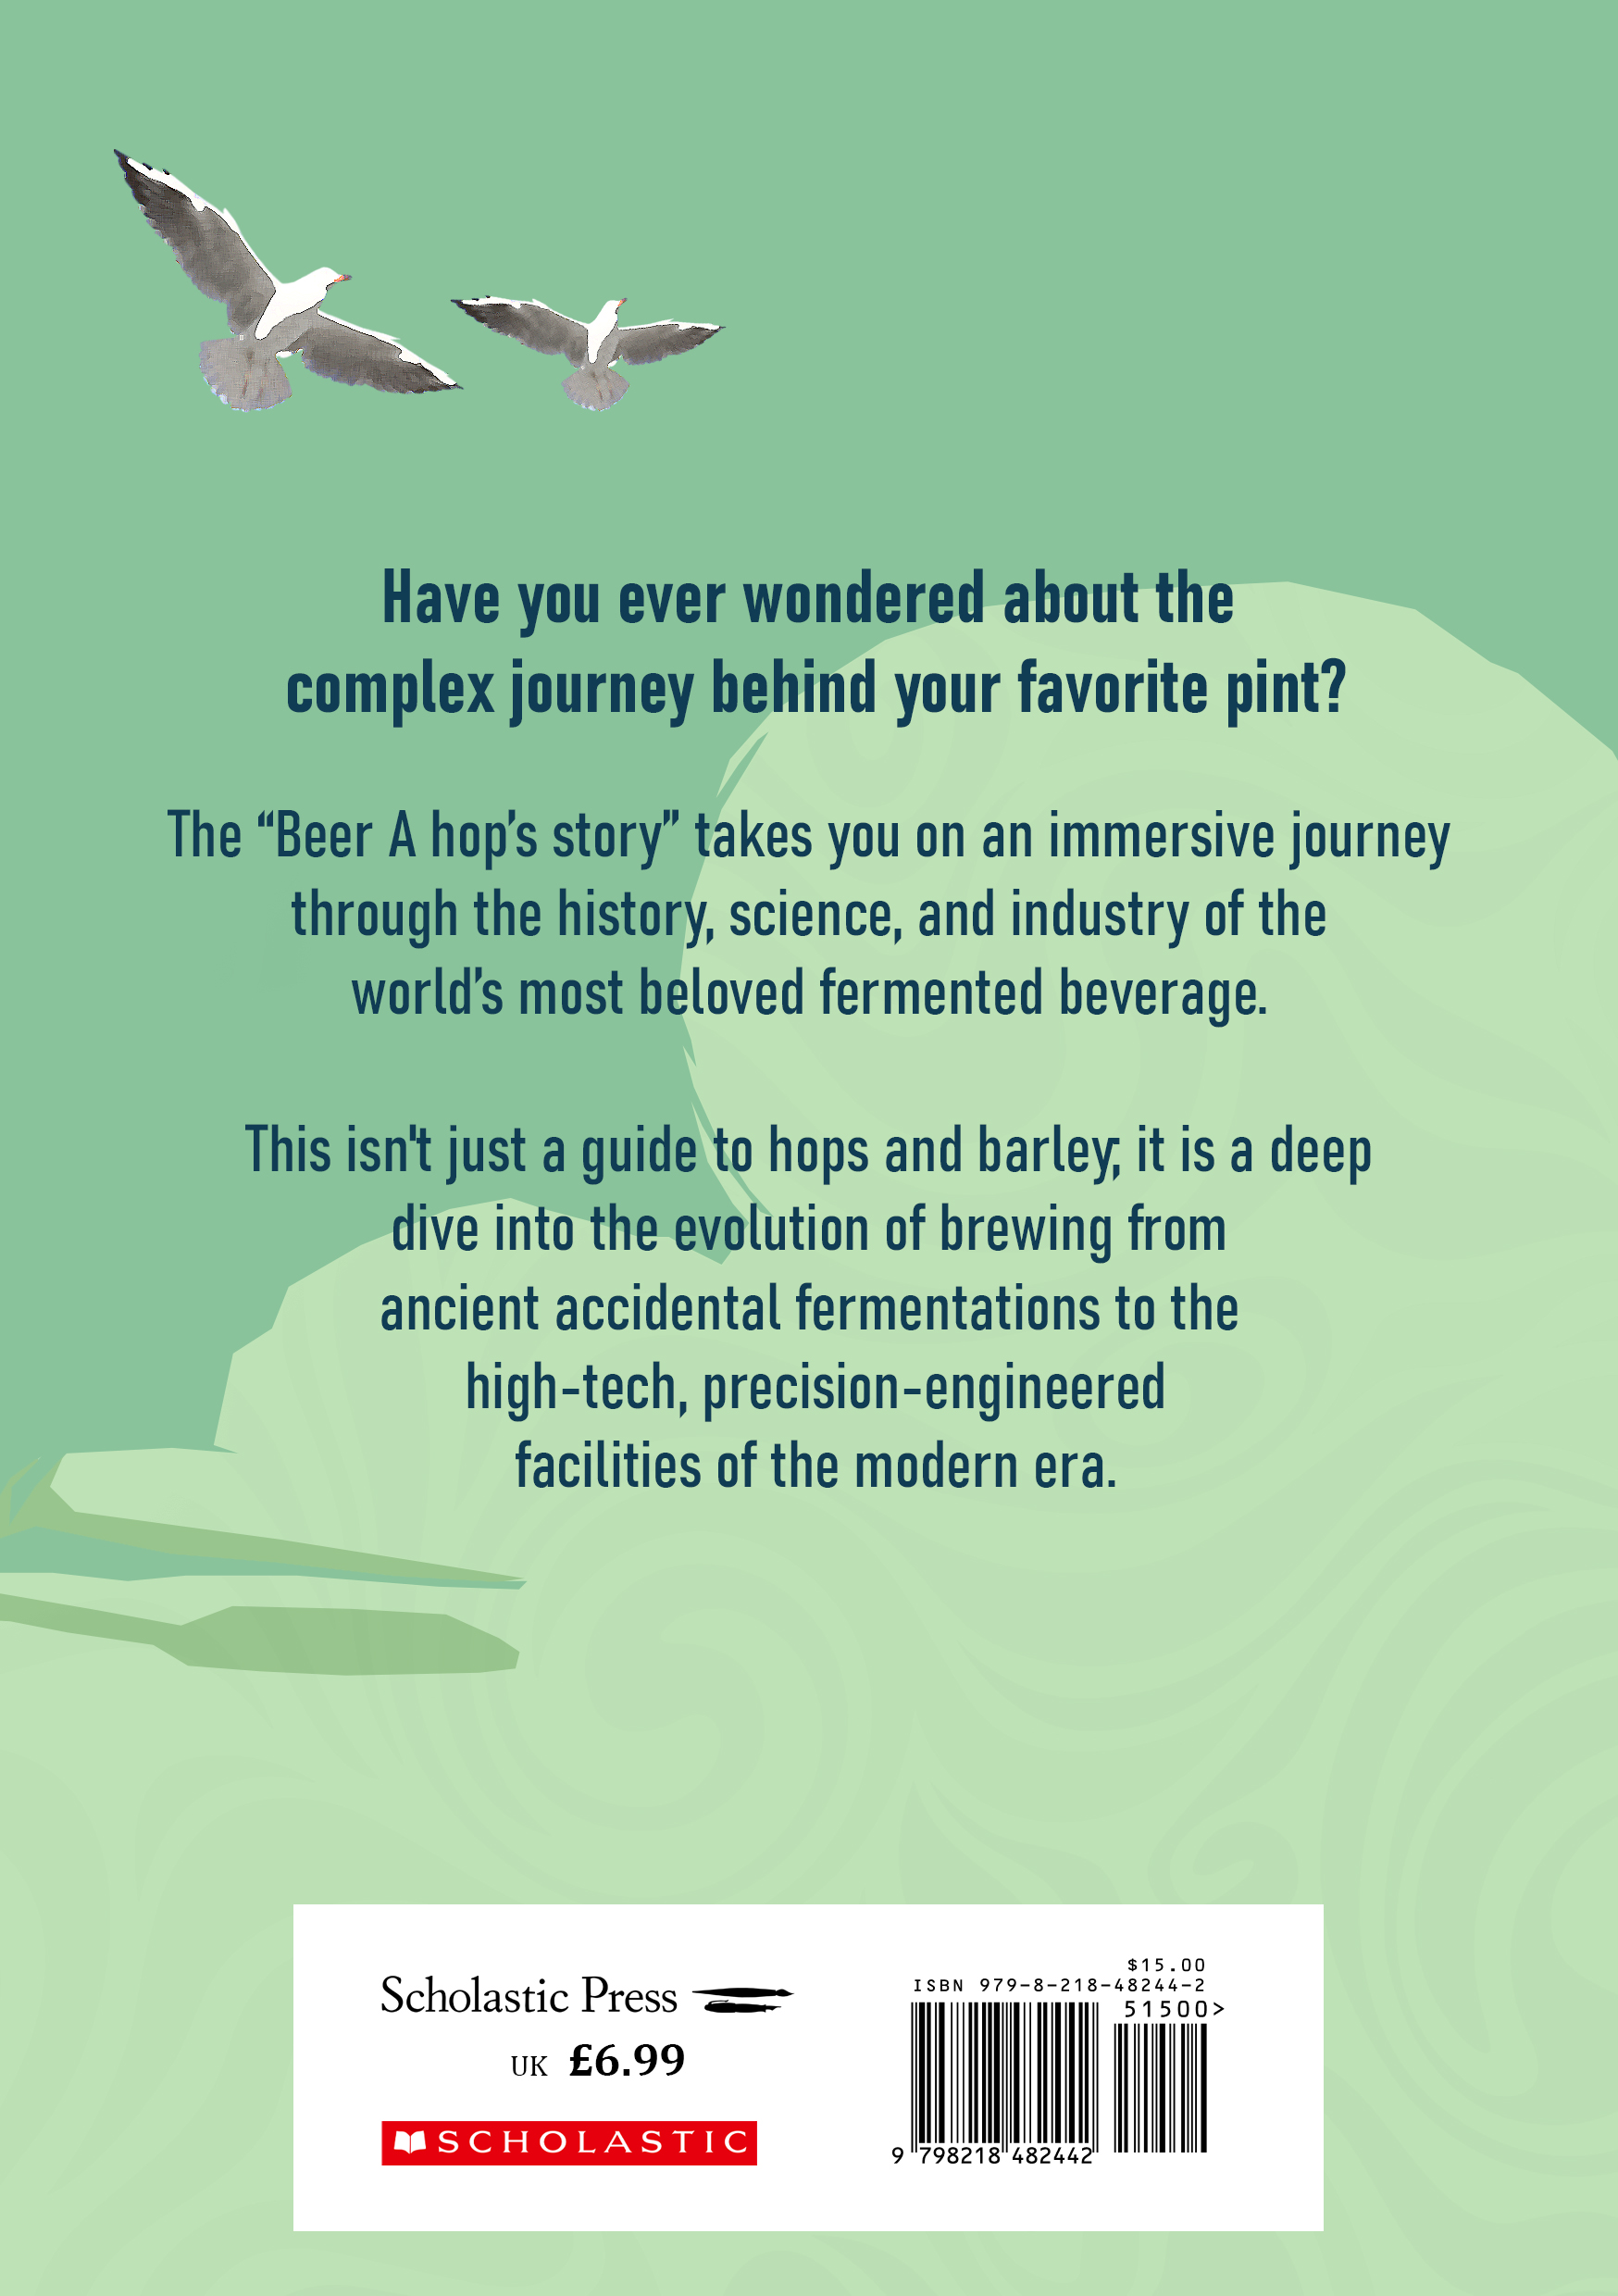 Have you ever wondered about the
complex journey behind your favorite pint?
The “Beer A hop’s story” takes you on an immersive journey
through the history, science, and industry of the
world’s most beloved fermented beverage.
This isn't just a guide to hops and barley; it is a deep
dive into the evolution of brewing from
ancient accidental fermentations to the
high-tech, precision-engineered
facilities of the modern era.
Scholastic Press
UK £6.99
SCHOLASTIC
$15.00
ISBN 979-8-218-48244-2
51500>
9 798218 482442